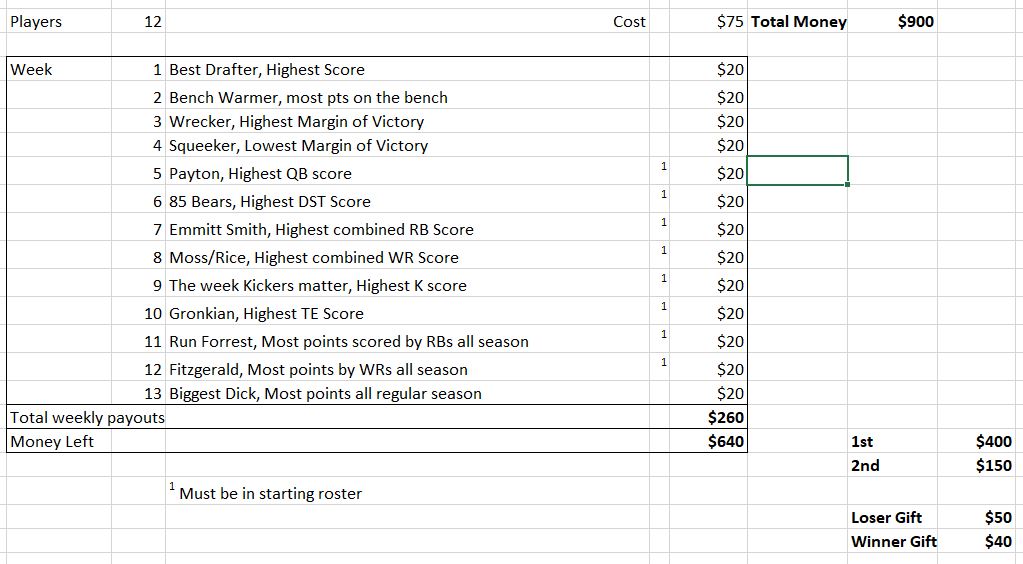 Players 12 Cost $75 Total Money $900
Week 1 Best Drafter, Highest Score $20
2 Bench Warmer, most pts on the bench $20
3 Wrecker, Highest Margin of Victory $20
4 Squeeker, Lowest Margin of Victory $20
5 Payton, Highest QB score 1 $20
6 85 Bears, Highest DST Score 1 $20
7 Emmitt Smith, Highest combined RB Score 1 $20
8 Moss/Rice, Highest combined WR Score 1 $20
9 The week Kickers matter, Highest K score 1 $20
10 Gronkian, Highest TE Score 1 $20
11 Run Forrest, Most points scored by RBs all season 1 $20
12 Fitzgerald, Most points by WRs all season 1 $20
13 Biggest Dick, Most points all regular season $20
Total weekly payouts $260
Money Left $640 1st $400
2nd $150
1 Must be in starting roster
Loser Gift $50
Winner Gift $40